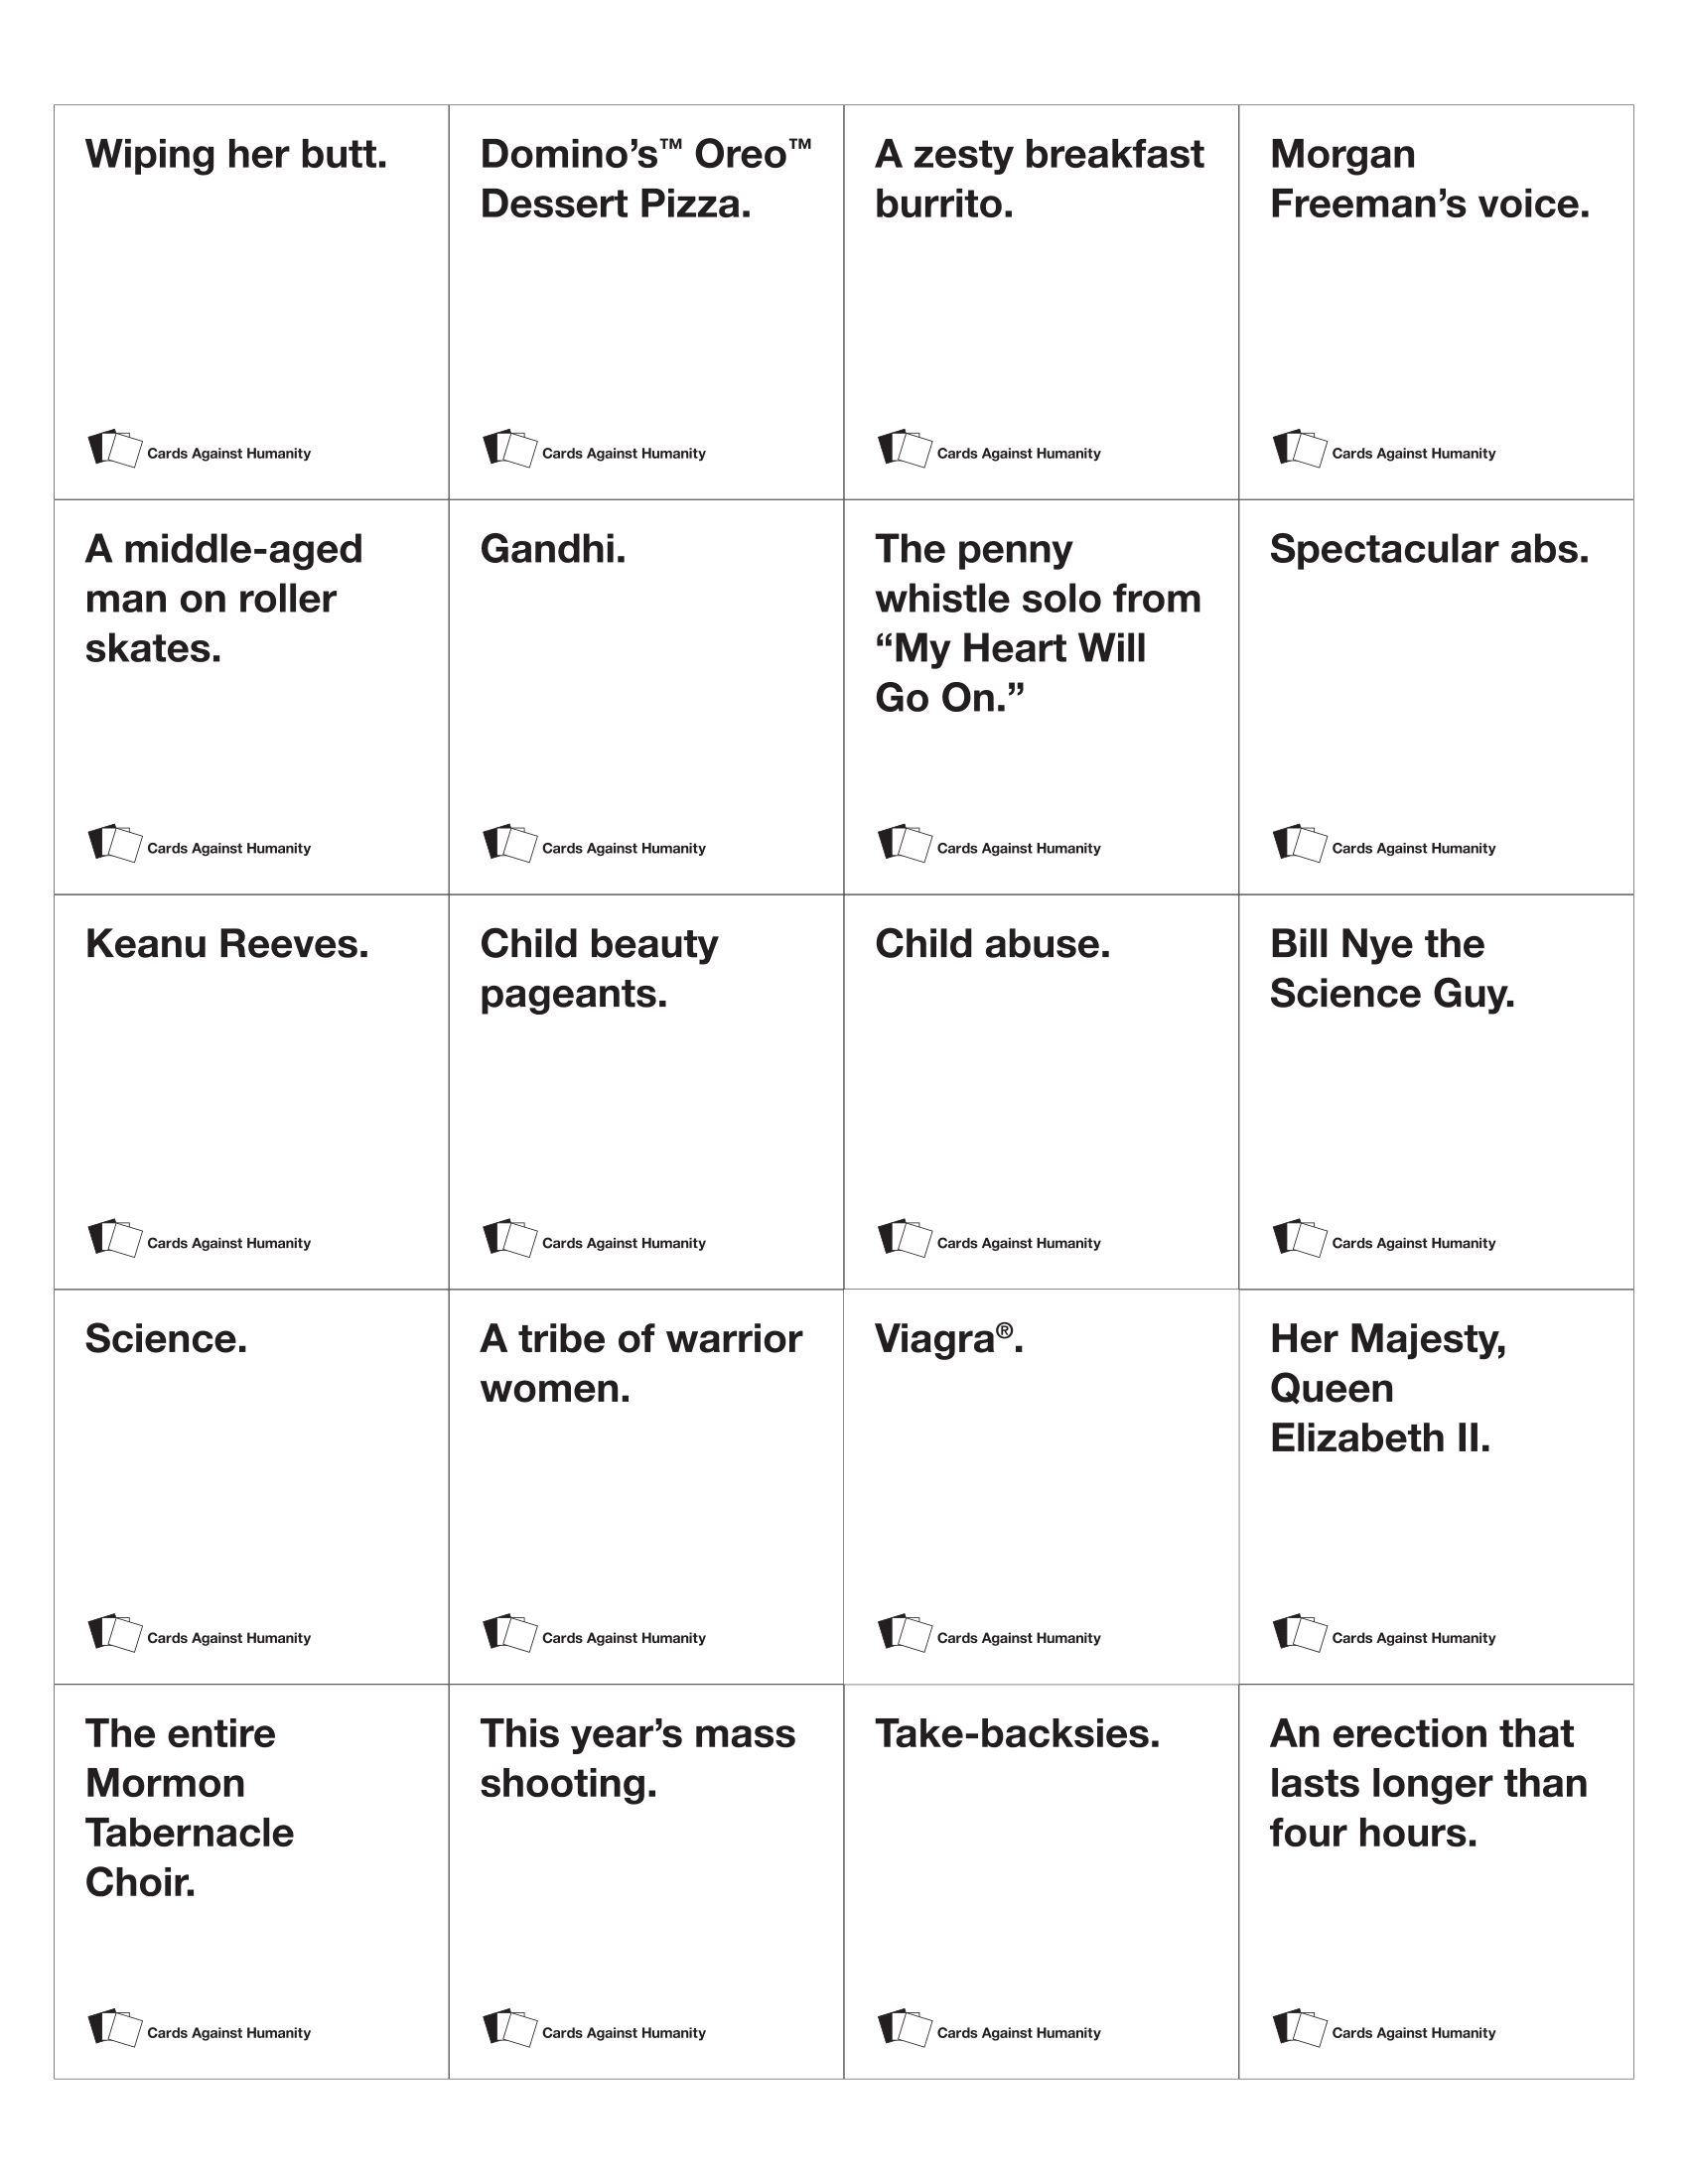 Wiping her butt.
Cards Against Humanity
Domino’s™ Oreo™
Dessert Pizza.
Cards Against Humanity
A zesty breakfast
burrito.
Cards Against Humanity
Morgan
Freeman’s voice.
Cards Against Humanity
A middle-aged
man on roller
skates.
Cards Against Humanity
Gandhi.
Cards Against Humanity
The penny
whistle solo from
“My Heart Will
Go On.”
Cards Against Humanity
Spectacular abs.
Cards Against Humanity
Keanu Reeves.
Cards Against Humanity
Child beauty
pageants.
Cards Against Humanity
Child abuse.
Cards Against Humanity
Bill Nye the
Science Guy.
Cards Against Humanity
Science.
Cards Against Humanity
A tribe of warrior
women.
Cards Against Humanity
Viagra®.
Cards Against Humanity
Her Majesty,
Queen
Elizabeth II.
Cards Against Humanity
The entire
Mormon
Tabernacle
Choir.
Cards Against Humanity
This year’s mass
shooting.
Cards Against Humanity
Take-backsies.
Cards Against Humanity
An erection that
lasts longer than
four hours.
Cards Against Humanity